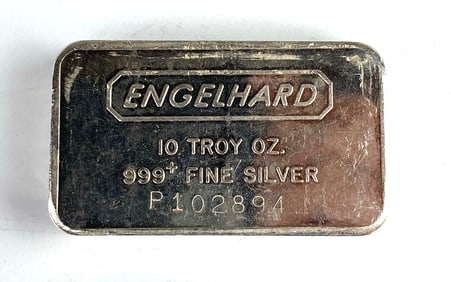 ENGELHARD
10 TROY OZ.
999+ FINE SILVER
P102894